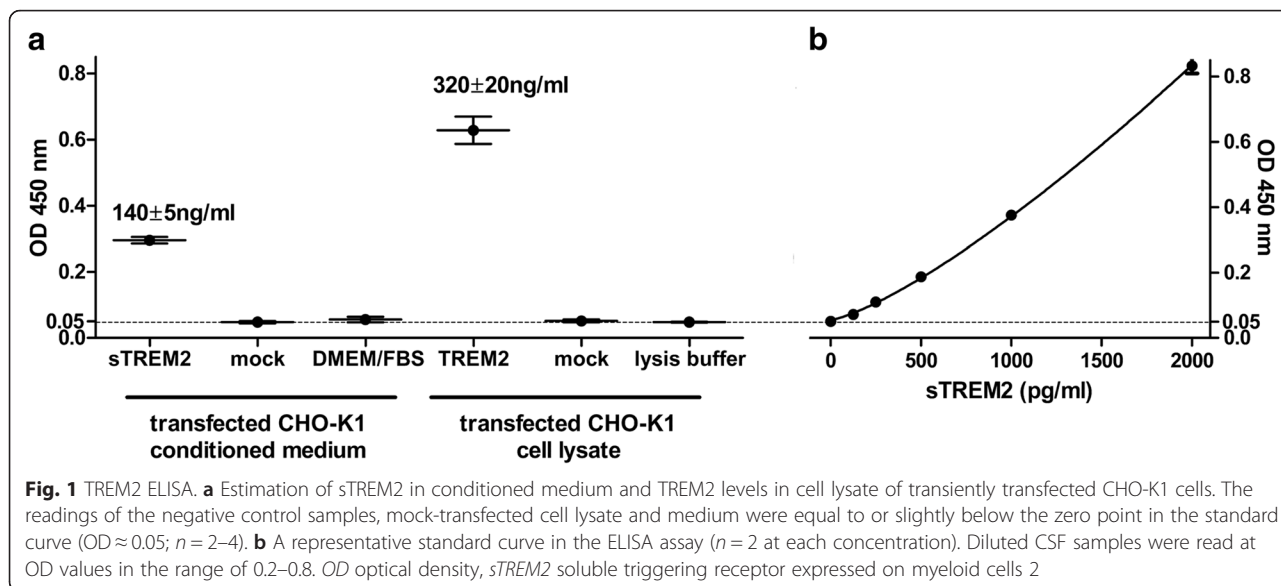 a
b
0.8
0.6
0.4
0.2
0.05
0.0
OD 450 nm
140±5ng/ml
320±20ng/ml
sTREM2 mock DMEM/FBS TREM2 mock lysis buffer
transfected CHO-K1
conditioned medium
transfected CHO-K1
cell lysate
0.8
0.6
0.4
0.2
0.05
0.0
OD 450 nm
0 500 1000 1500 2000
sTREM2 (pg/ml)
Fig. 1 TREM2 ELISA. a Estimation of sTREM2 in conditioned medium and TREM2 levels in cell lysate of transiently transfected CHO-K1 cells. The
readings of the negative control samples, mock-transfected cell lysate and medium were equal to or slightly below the zero point in the standard
curve (OD ≈ 0.05; n = 2–4). b A representative standard curve in the ELISA assay (n = 2 at each concentration). Diluted CSF samples were read at
OD values in the range of 0.2–0.8. OD optical density, sTREM2 soluble triggering receptor expressed on myeloid cells 2